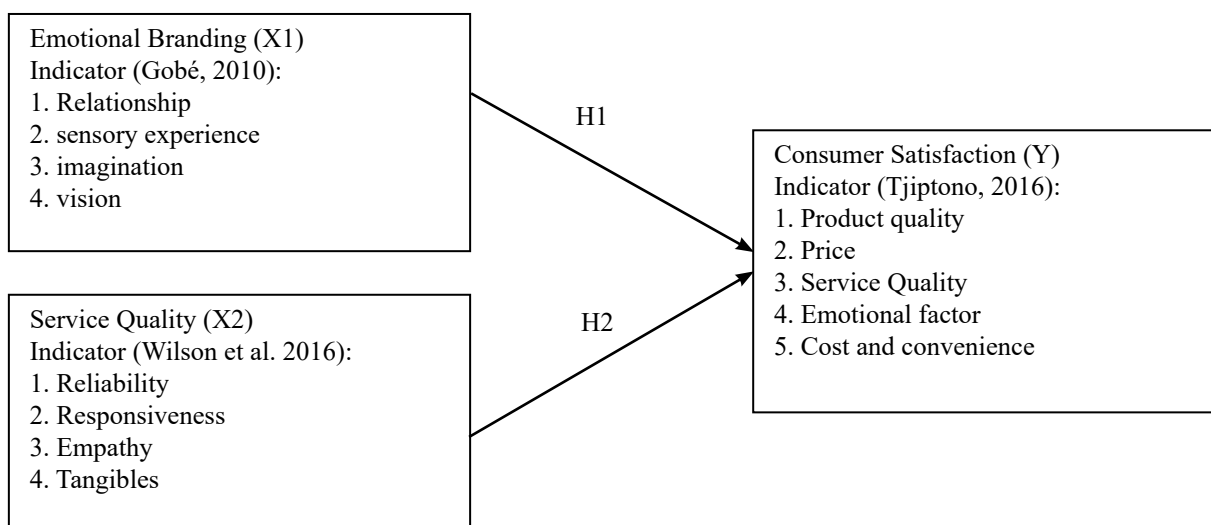 Emotional Branding (X1)
Indicator (Gobé, 2010):
1. Relationship
2. sensory experience
3. imagination
4. vision
H1
Service Quality (X2)
Indicator (Wilson et al. 2016):
1. Reliability
2. Responsiveness
3. Empathy
4. Tangibles
H2
Consumer Satisfaction (Y)
Indicator (Tjiptono, 2016):
1. Product quality
2. Price
3. Service Quality
4. Emotional factor
5. Cost and convenience